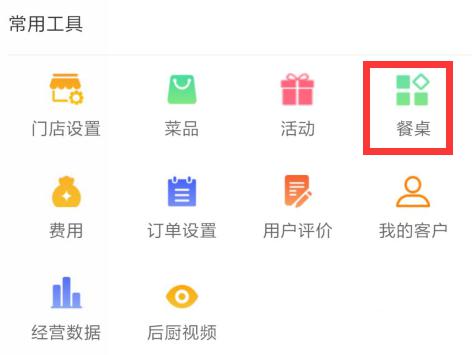 常用工具
门店设置 菜品 活动 餐桌
费用 订单设置 用户评价 我的客户
经营数据 后厨视频